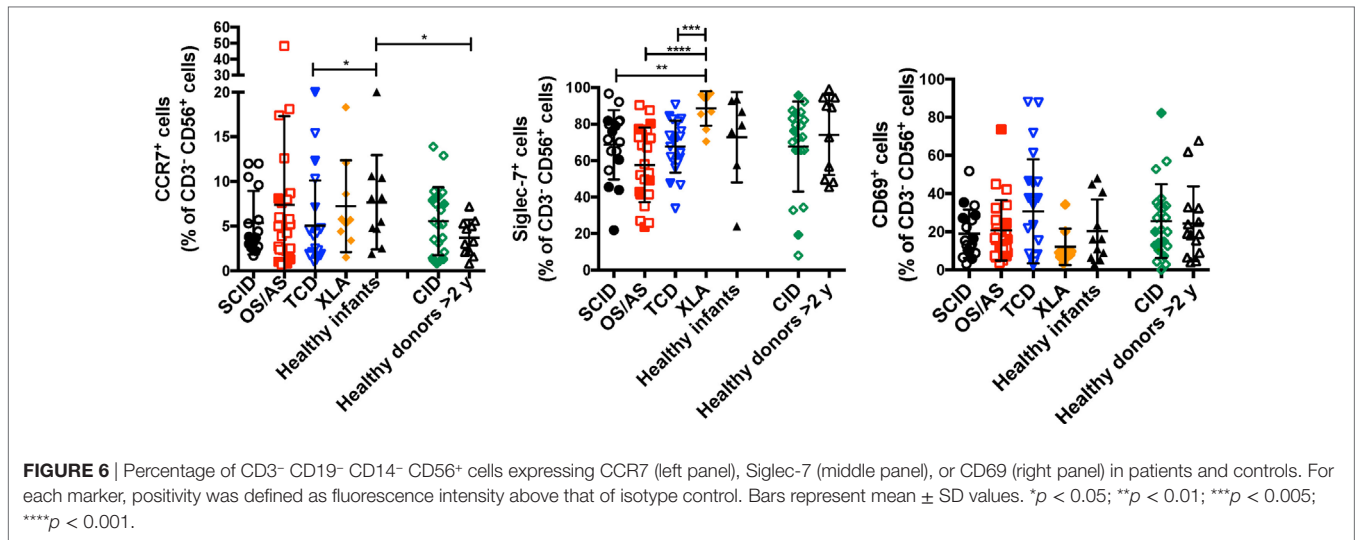 CCR7+ cells
(% of CD3- CD56+ cells)
60
50
40
30
20
15
10
5
0
*
*
SCID
OS/AS
TCD
XLA
Healthy infants
CID
Healthy donors >2 y
Siglec-7+ cells
(% of CD3- CD56+ cells)
100
80
60
40
20
0
***
****
**
SCID
OS/AS
TCD
XLA
Healthy infants
CID
Healthy donors >2 y
CD69+ cells
(% of CD3- CD56+ cells)
100
80
60
40
20
0
SCID
OS/AS
TCD
XLA
Healthy infants
CID
Healthy donors >2 y
FIGURE 6 | Percentage of CD3− CD19− CD14− CD56+ cells expressing CCR7 (left panel), Siglec-7 (middle panel), or CD69 (right panel) in patients and controls. For
each marker, positivity was defined as fluorescence intensity above that of isotype control. Bars represent mean ± SD values. *p < 0.05; **p < 0.01; ***p < 0.005;
****p < 0.001.